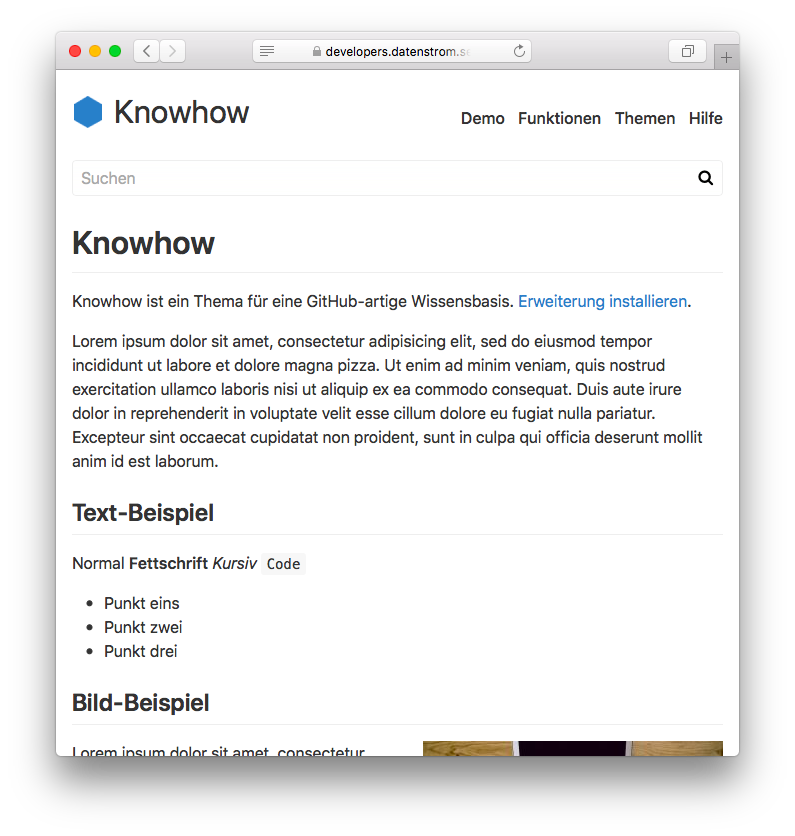 developers.datenstrom.s
Knowhow
Demo Funktionen Themen Hilfe
Suchen
Knowhow
Knowhow ist ein Thema für eine GitHub-artige Wissensbasis. Erweiterung installieren.
Lorem ipsum dolor sit amet, consectetur adipisicing elit, sed do eiusmod tempor
incididunt ut labore et dolore magna pizza. Ut enim ad minim veniam, quis nostrud
exercitation ullamco laboris nisi ut aliquip ex ea commodo consequat. Duis aute irure
dolor in reprehenderit in voluptate velit esse cillum dolore eu fugiat nulla pariatur.
Excepteur sint occaecat cupidatat non proident, sunt in culpa qui officia deserunt mollit
anim id est laborum.
Text-Beispiel
Normal Fettschrift Kursiv Code
• Punkt eins
• Punkt zwei
• Punkt drei
Bild-Beispiel
Lorem ipsum dolor sit amet, consectetur